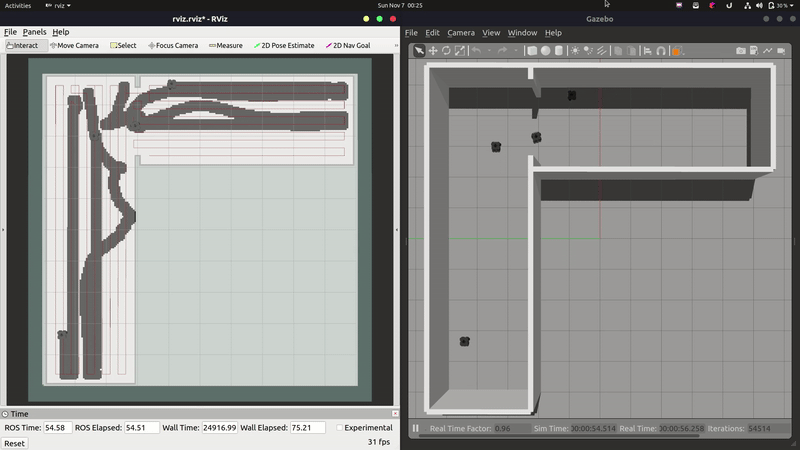 Activities rviz Sun Nov 7 00:25 30%
rviz.rviz* - RViz
File Panels Help
Interact Move Camera Select Focus Camera Measure 2D Pose Estimate 2D Nav Goal
Time
ROS Time: 54.58 ROS Elapsed: 54.51 Wall Time: 24916.99 Wall Elapsed: 75.21 Experimental
Reset 31 fps
Gazebo
File Edit Camera View Window Help
Real Time Factor: 0.96 Sim Time: 00:00:54.514 Real Time: 00:00:56.258 Iterations: 54514